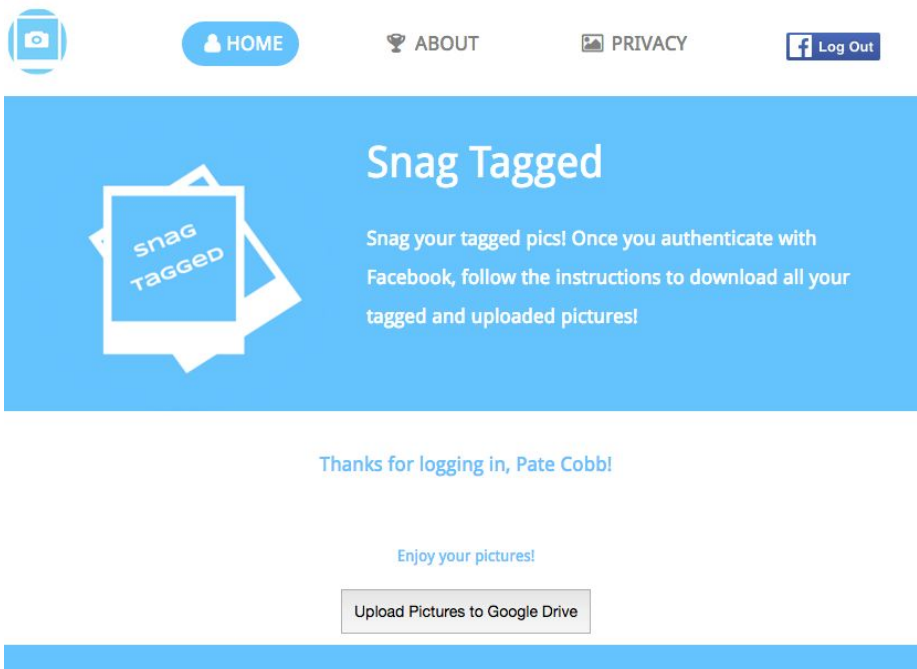 HOME
ABOUT
PRIVACY
f Log Out
Snag Tagged
snag
TAGGED
Snag your tagged pics! Once you authenticate with
Facebook, follow the instructions to download all your
tagged and uploaded pictures!
Thanks for logging in, Pate Cobb!
Enjoy your pictures!
Upload Pictures to Google Drive